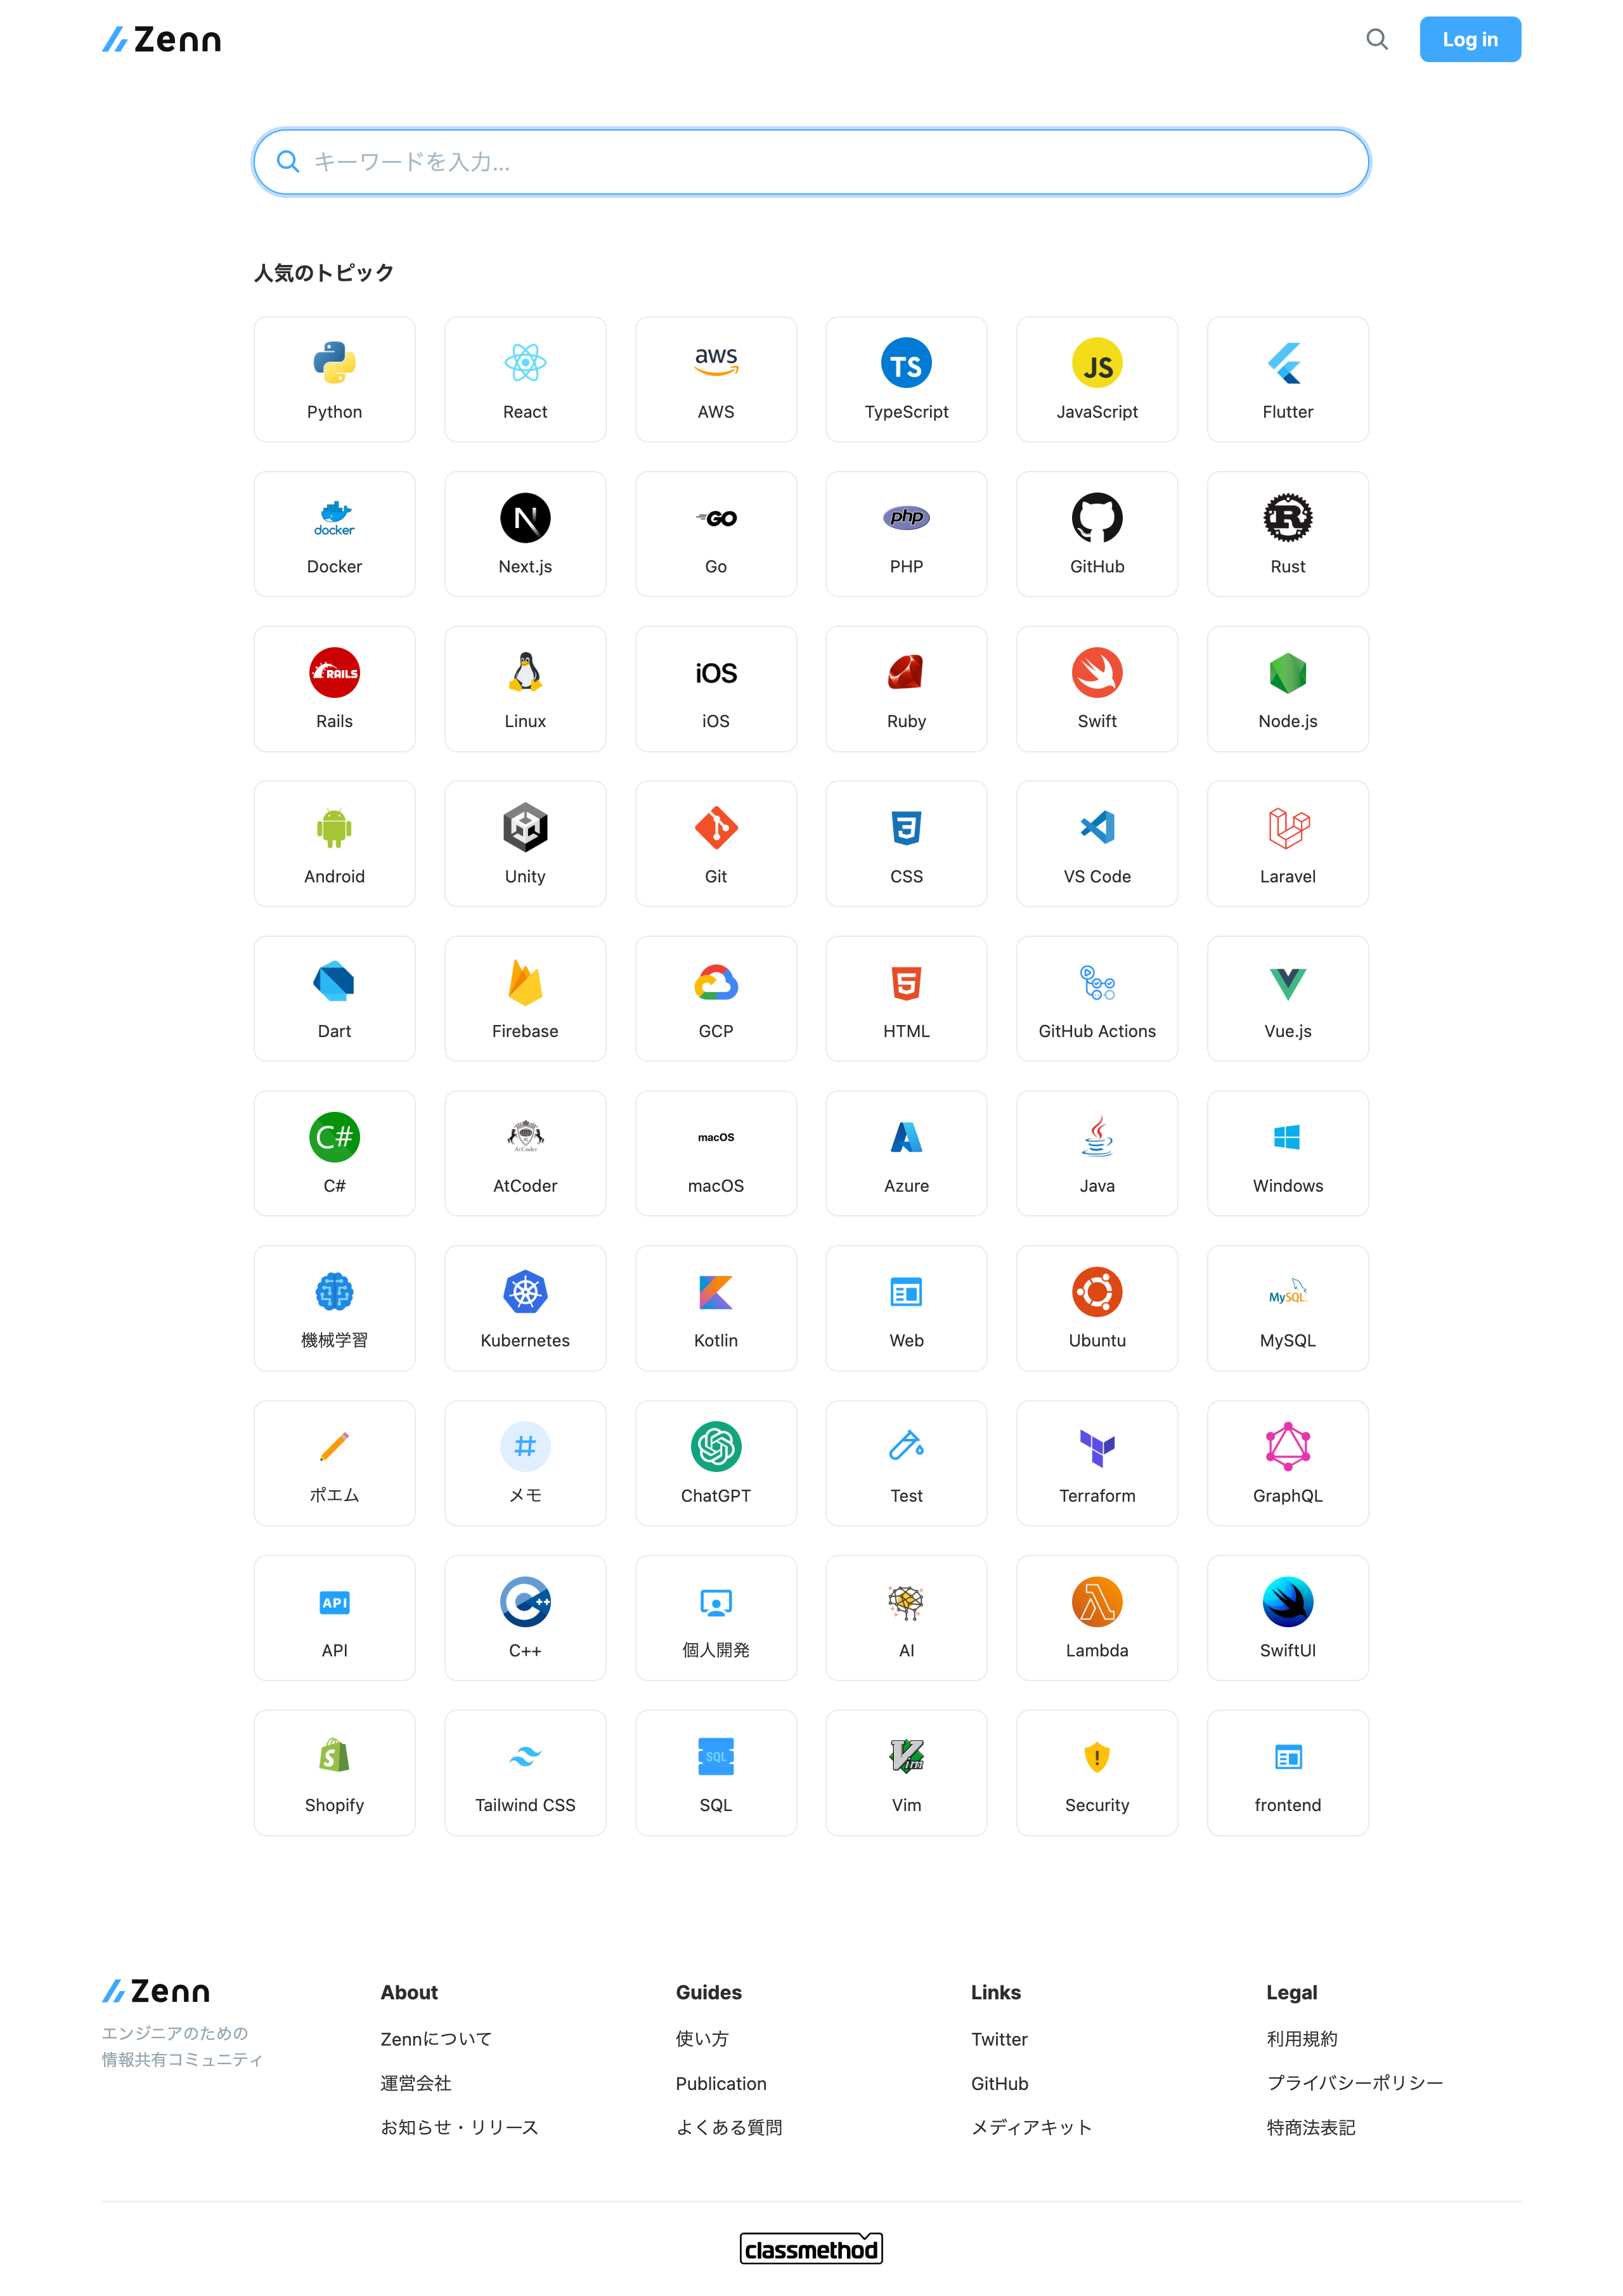 Zenn
Log in
キーワードを入力...
人気のトピック
aws
TS
JS
Python
React
AWS
TypeScript
JavaScript
Flutter
docker
N
GO
php
R
Docker
Next.js
Go
PHP
GitHub
Rust
RAILS
iOS
Rails
Linux
iOS
Ruby
Swift
Node.js
3
Android
Unity
Git
CSS
VS Code
Laravel
5
Dart
Firebase
GCP
HTML
GitHub Actions
Vue.js
C#
AtCoder
macOS
C#
AtCoder
macOS
Azure
Java
Windows
MySQL
機械学習
Kubernetes
Kotlin
Web
Ubuntu
MySQL
#
ポエム
メモ
ChatGPT
Test
Terraform
GraphQL
API
C++
API
C++
個人開発
AI
Lambda
SwiftUI
S
SQL
Vim
!
Shopify
Tailwind CSS
SQL
Vim
Security
frontend
Zenn
エンジニアのための
情報共有コミュニティ
About
Zennについて
運営会社
お知らせ・リリース
Guides
使い方
Publication
よくある質問
Links
Twitter
GitHub
メディアキット
Legal
利用規約
プライバシーポリシー
特商法表記
classmethod